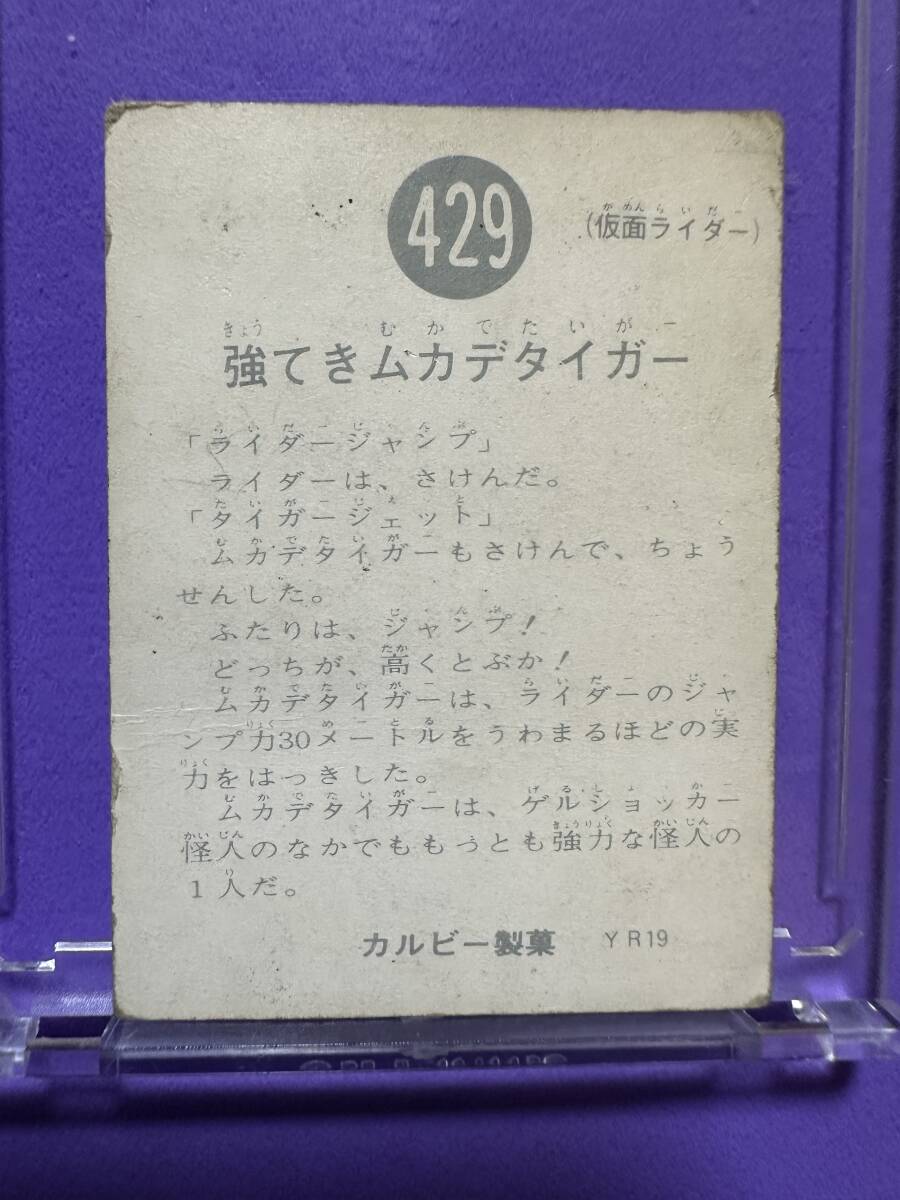 429
(仮面ライダー)
強てきムカデタイガー
「ライダージャンプ」
ライダーは、さけんだ。
「タイガージェット」
ムカデタイガーもさけんで、ちょう
せんした。
ふたりは、ジャンプ!
どっちが、高くとぶか!
ムカデタイガーは、ライダーのジャ
ンプ力30メートルをうわまるほどの実
力をはっきした。
ムカデタイガーは、ゲルショッカー
怪人のなかでももっとも強力な怪人の
1人だ。
カルビー製菓 YR19